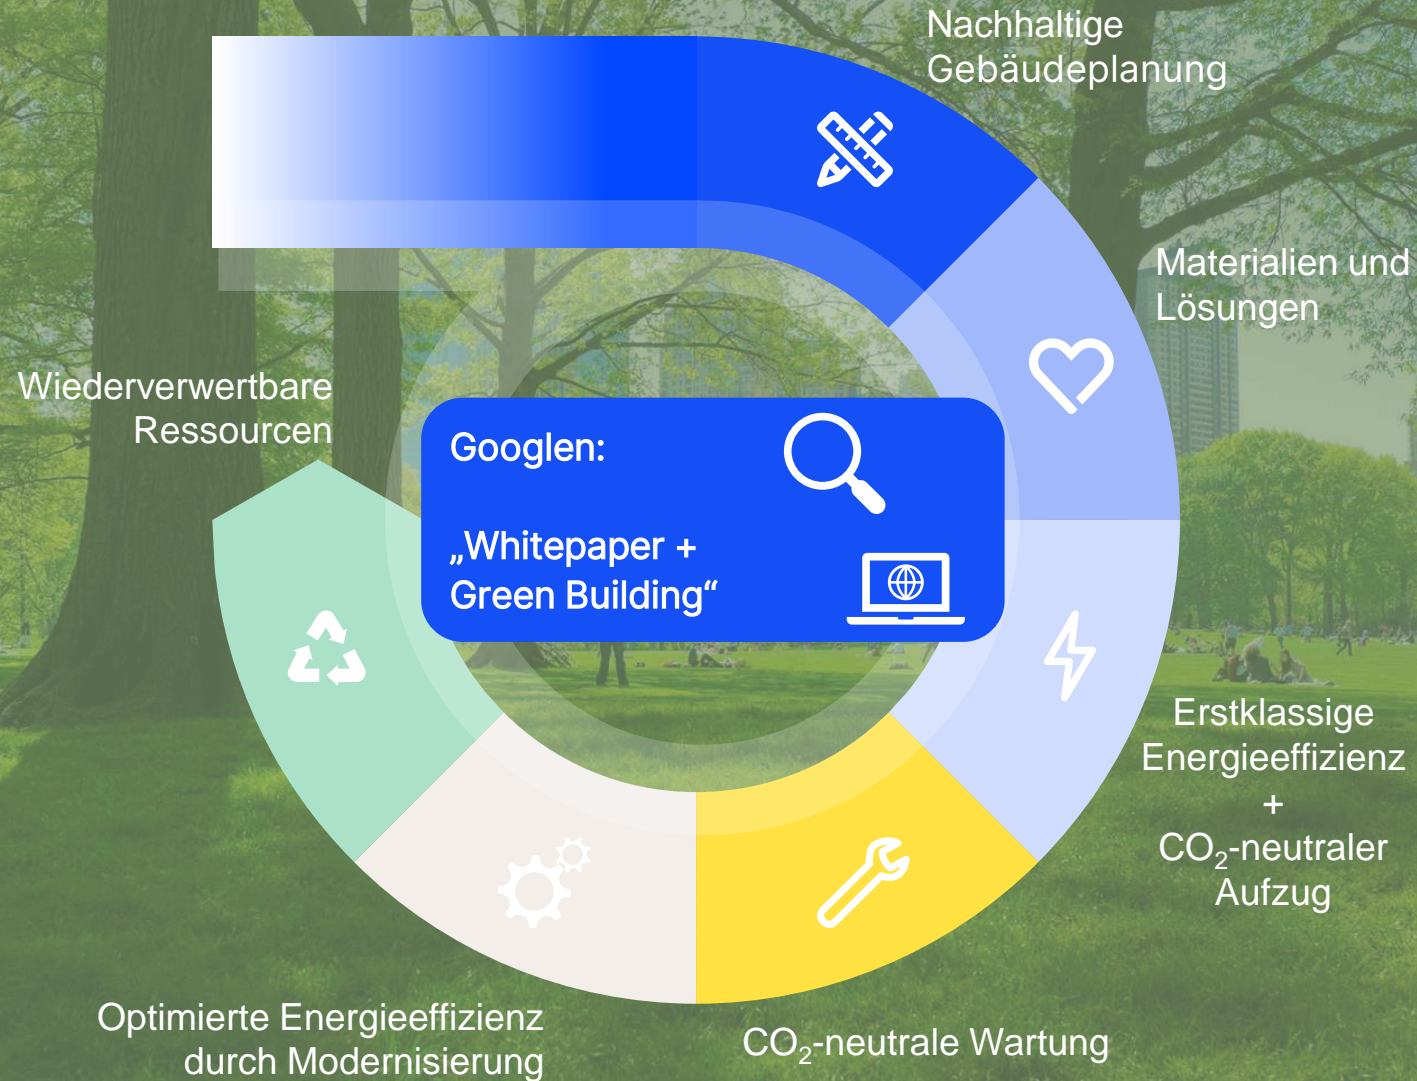 Nachhaltige
Gebäudeplanung
Materialien und
Lösungen
Wiederverwertbare
Ressourcen
Googlen:
„Whitepaper +
Green Building“
Erstklassige
Energieeffizienz
+
CO₂-neutraler
Aufzug
Optimierte Energieeffizienz
durch Modernisierung
CO₂-neutrale Wartung